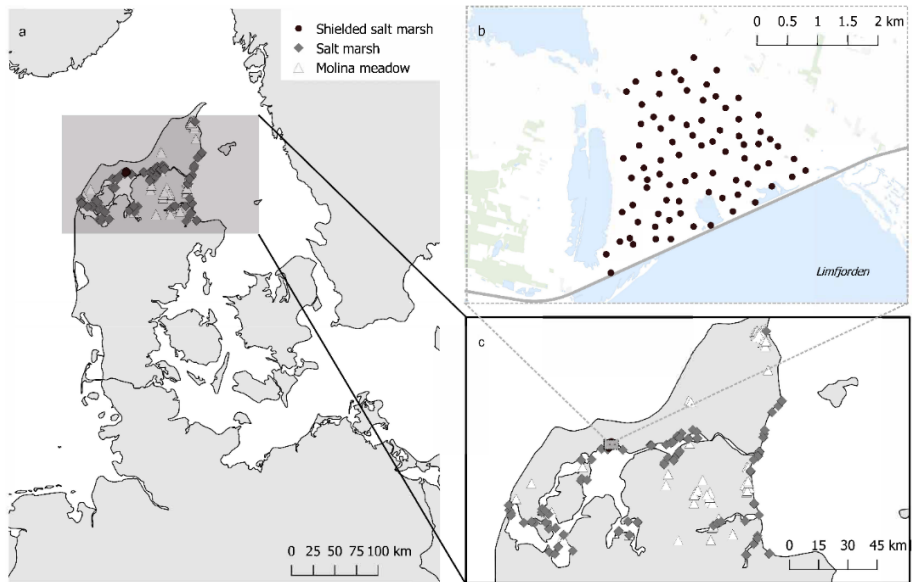 a
Shielded salt marsh
Salt marsh
Molina meadow
0 25 50 75 100 km
b
0 0.5 1 1.5 2 km
Limfjorden
c
0 15 30 45 km